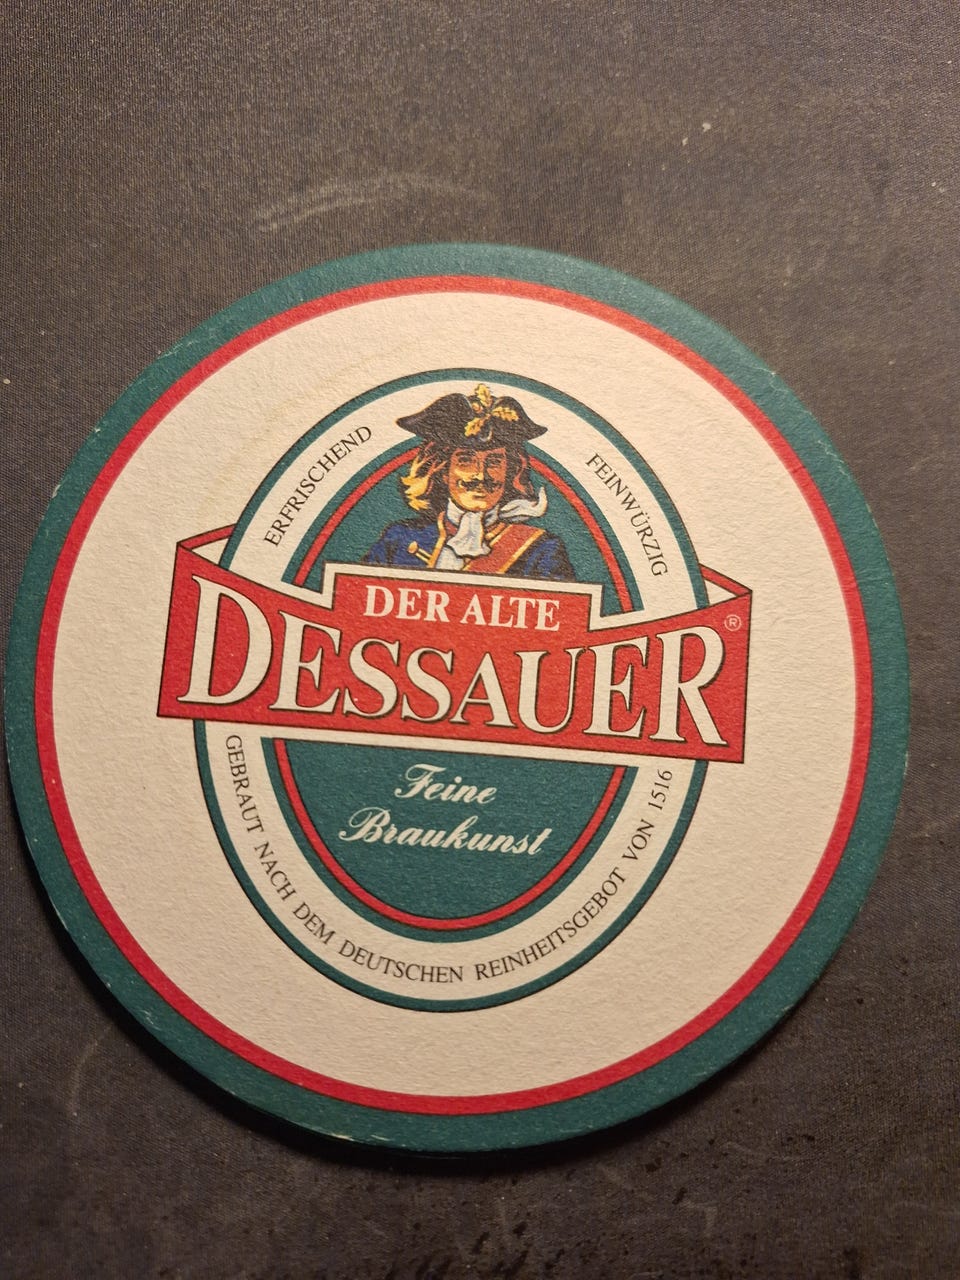 ERFRISCHEND
FEINWÜRZIG
DER ALTE
DESSAUER ®
Feine
Braukunst
GEBRAUT NACH DEM DEUTSCHEN REINHEITSGEBOT VON 1516